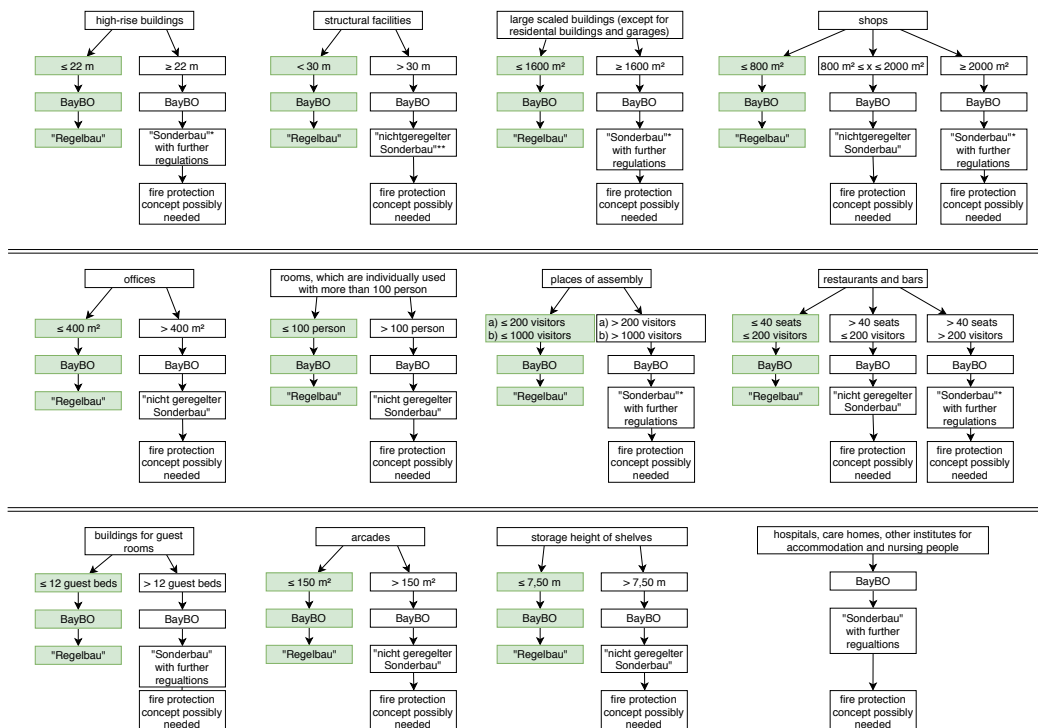 high-rise buildings
≤ 22 m
≥ 22 m
BayBO
BayBO
"Regelbau"
"Sonderbau"*
with further
regulations
fire protection
concept possibly
needed
structural facilities
< 30 m
> 30 m
BayBO
BayBO
"Regelbau"
"nichtgeregelter
Sonderbau"**
fire protection
concept possibly
needed
large scaled buildings (except for
residental buildings and garages)
≤ 1600 m²
≥ 1600 m²
BayBO
BayBO
"Regelbau"
"Sonderbau"*
with further
regulations
fire protection
concept possibly
needed
shops
≤ 800 m²
800 m² ≤ x ≤ 2000 m²
≥ 2000 m²
BayBO
BayBO
BayBO
"Regelbau"
"nichtgeregelter
Sonderbau"
"Sonderbau"*
with further
regulations
fire protection
concept possibly
needed
fire protection
concept possibly
needed
offices
≤ 400 m²
> 400 m²
BayBO
BayBO
"Regelbau"
"nicht geregelter
Sonderbau"
fire protection
concept possibly
needed
rooms, which are individually used
with more than 100 person
≤ 100 person
> 100 person
BayBO
BayBO
"Regelbau"
"nicht geregelter
Sonderbau"
fire protection
concept possibly
needed
places of assembly
a) ≤ 200 visitors
b) ≤ 1000 visitors
a) > 200 visitors
b) > 1000 visitors
BayBO
BayBO
"Regelbau"
"Sonderbau"*
with further
regulations
fire protection
concept possibly
needed
restaurants and bars
≤ 40 seats
≤ 200 visitors
> 40 seats
≤ 200 visitors
> 40 seats
> 200 visitors
BayBO
BayBO
BayBO
"Regelbau"
"nicht geregelter
Sonderbau"
"Sonderbau"*
with further
regulations
fire protection
concept possibly
needed
fire protection
concept possibly
needed
buildings for guest
rooms
≤ 12 guest beds
> 12 guest beds
BayBO
BayBO
"Regelbau"
"Sonderbau"
with further
regualtions
fire protection
concept possibly
needed
arcades
≤ 150 m²
> 150 m²
BayBO
BayBO
"Regelbau"
"nicht geregelter
Sonderbau"
fire protection
concept possibly
needed
storage height of shelves
≤ 7,50 m
> 7,50 m
BayBO
BayBO
"Regelbau"
"nicht geregelter
Sonderbau"
fire protection
concept possibly
needed
hospitals, care homes, other institutes for
accommodation and nursing people
BayBO
"Sonderbau"
with further
regualtions
fire protection
concept possibly
needed